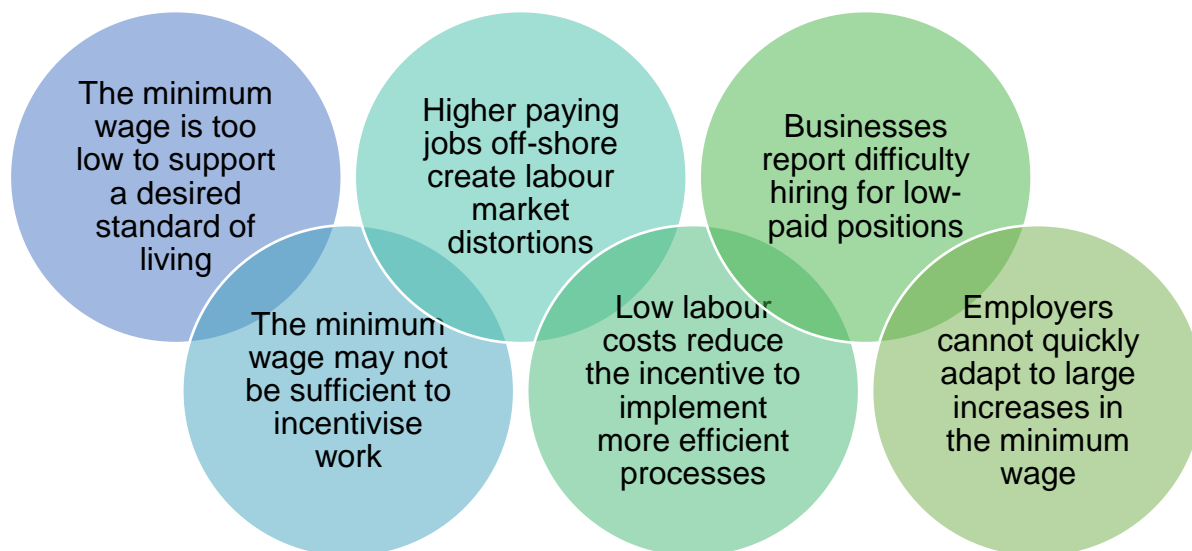 The minimum
wage is too
low to support
a desired
standard of
living
The minimum
wage may not
be sufficient to
incentivise
work
Higher paying
jobs off-shore
create labour
market
distortions
Low labour
costs reduce
the incentive to
implement
more efficient
processes
Businesses
report difficulty
hiring for low-
paid positions
Employers
cannot quickly
adapt to large
increases in
the minimum
wage